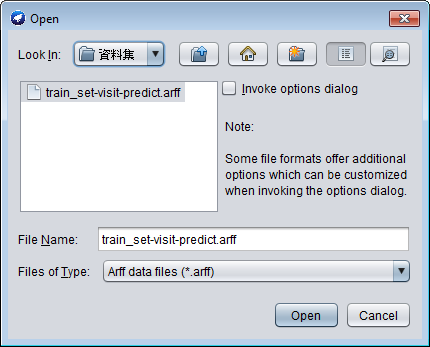 Open
Look In:
資料集
train_set-visit-predict.arff
Invoke options dialog
Note:
Some file formats offer additional
options which can be customized
when invoking the options dialog.
File Name:
train_set-visit-predict.arff
Files of Type:
Arff data files (*.arff)
Open
Cancel